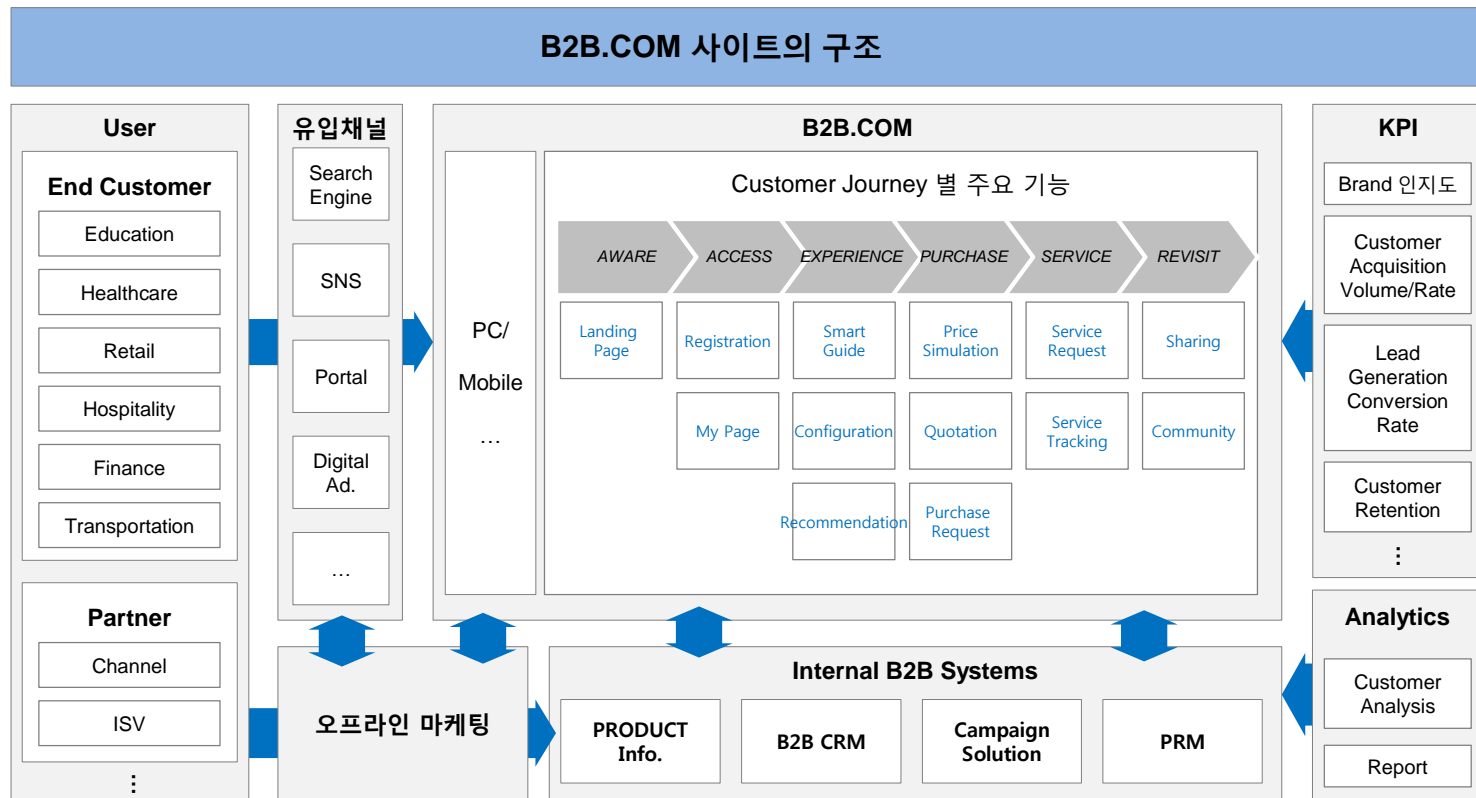 B2B.COM 사이트의 구조
User
End Customer
Education
Healthcare
Retail
Hospitality
Finance
Transportation
Partner
Channel
ISV
⋮
유입채널
Search
Engine
SNS
Portal
Digital
Ad.
…
오프라인 마케팅
B2B.COM
PC/
Mobile
…
Customer Journey 별 주요 기능
AWARE
ACCESS
EXPERIENCE
PURCHASE
SERVICE
REVISIT
Landing
Page
Registration
Smart
Guide
Price
Simulation
Service
Request
Sharing
My Page
Configuration
Quotation
Service
Tracking
Community
Recommendation
Purchase
Request
Internal B2B Systems
PRODUCT
Info.
B2B CRM
Campaign
Solution
PRM
KPI
Brand 인지도
Customer
Acquisition
Volume/Rate
Lead
Generation
Conversion
Rate
Customer
Retention
⋮
Analytics
Customer
Analysis
Report